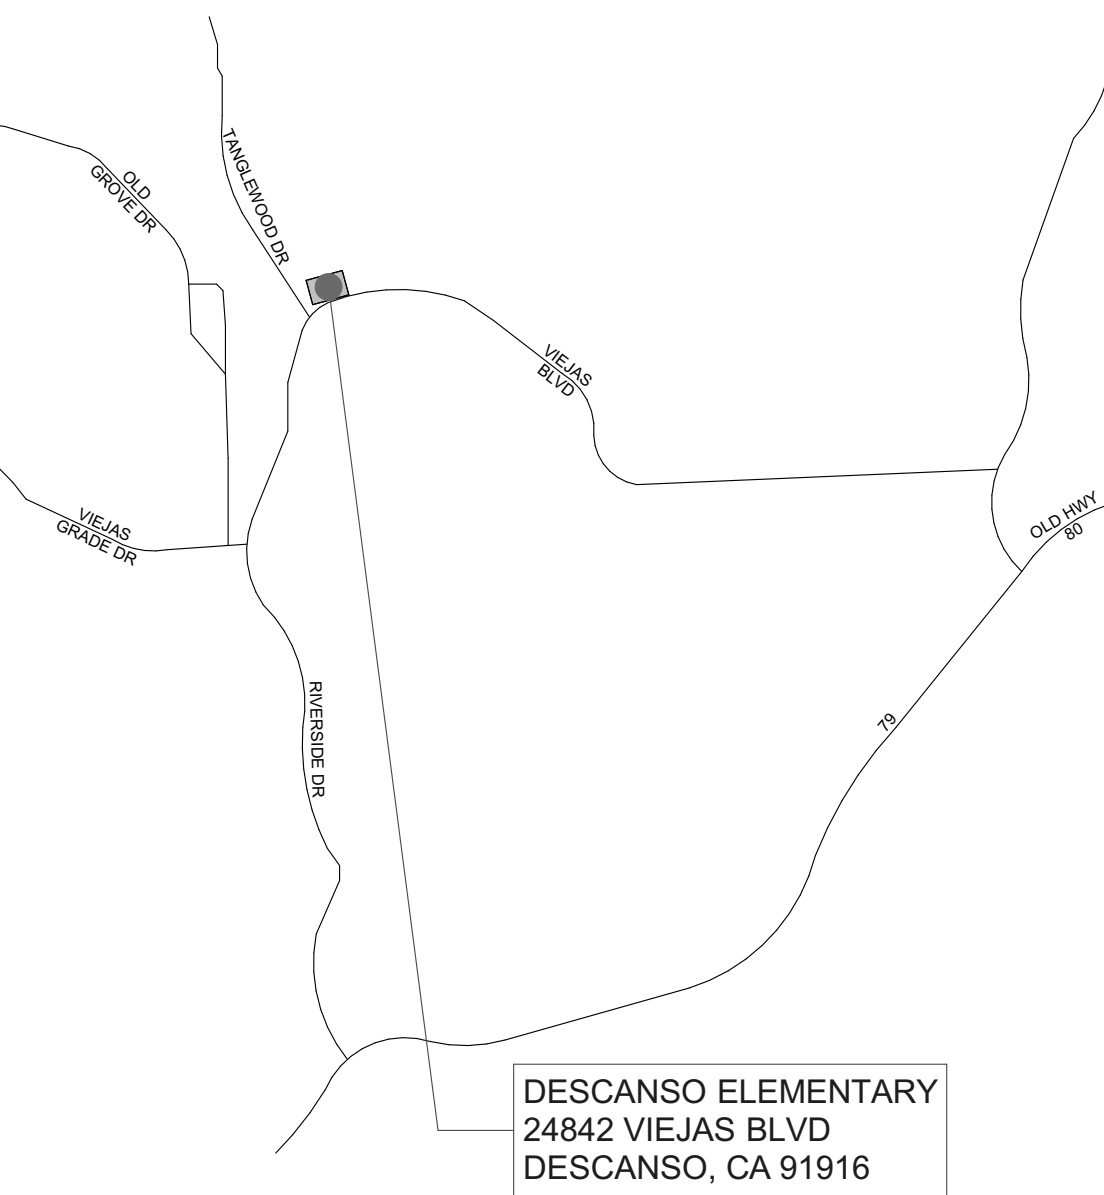 TANGLEWOOD DR
OLD
GROVE DR
VIEJAS
BLVD
VIEJAS
GRADE DR
OLD HWY
80
RIVERSIDE DR
79
DESCANSO ELEMENTARY
24842 VIEJAS BLVD
DESCANSO, CA 91916